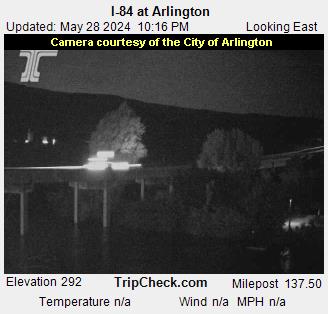 I-84 at Arlington
Updated: May 28 2024 10:16 PM Looking East
Camera courtesy of the City of Arlington
Elevation 292 TripCheck.com Milepost 137.50
Temperature n/a Wind n/a MPH n/a